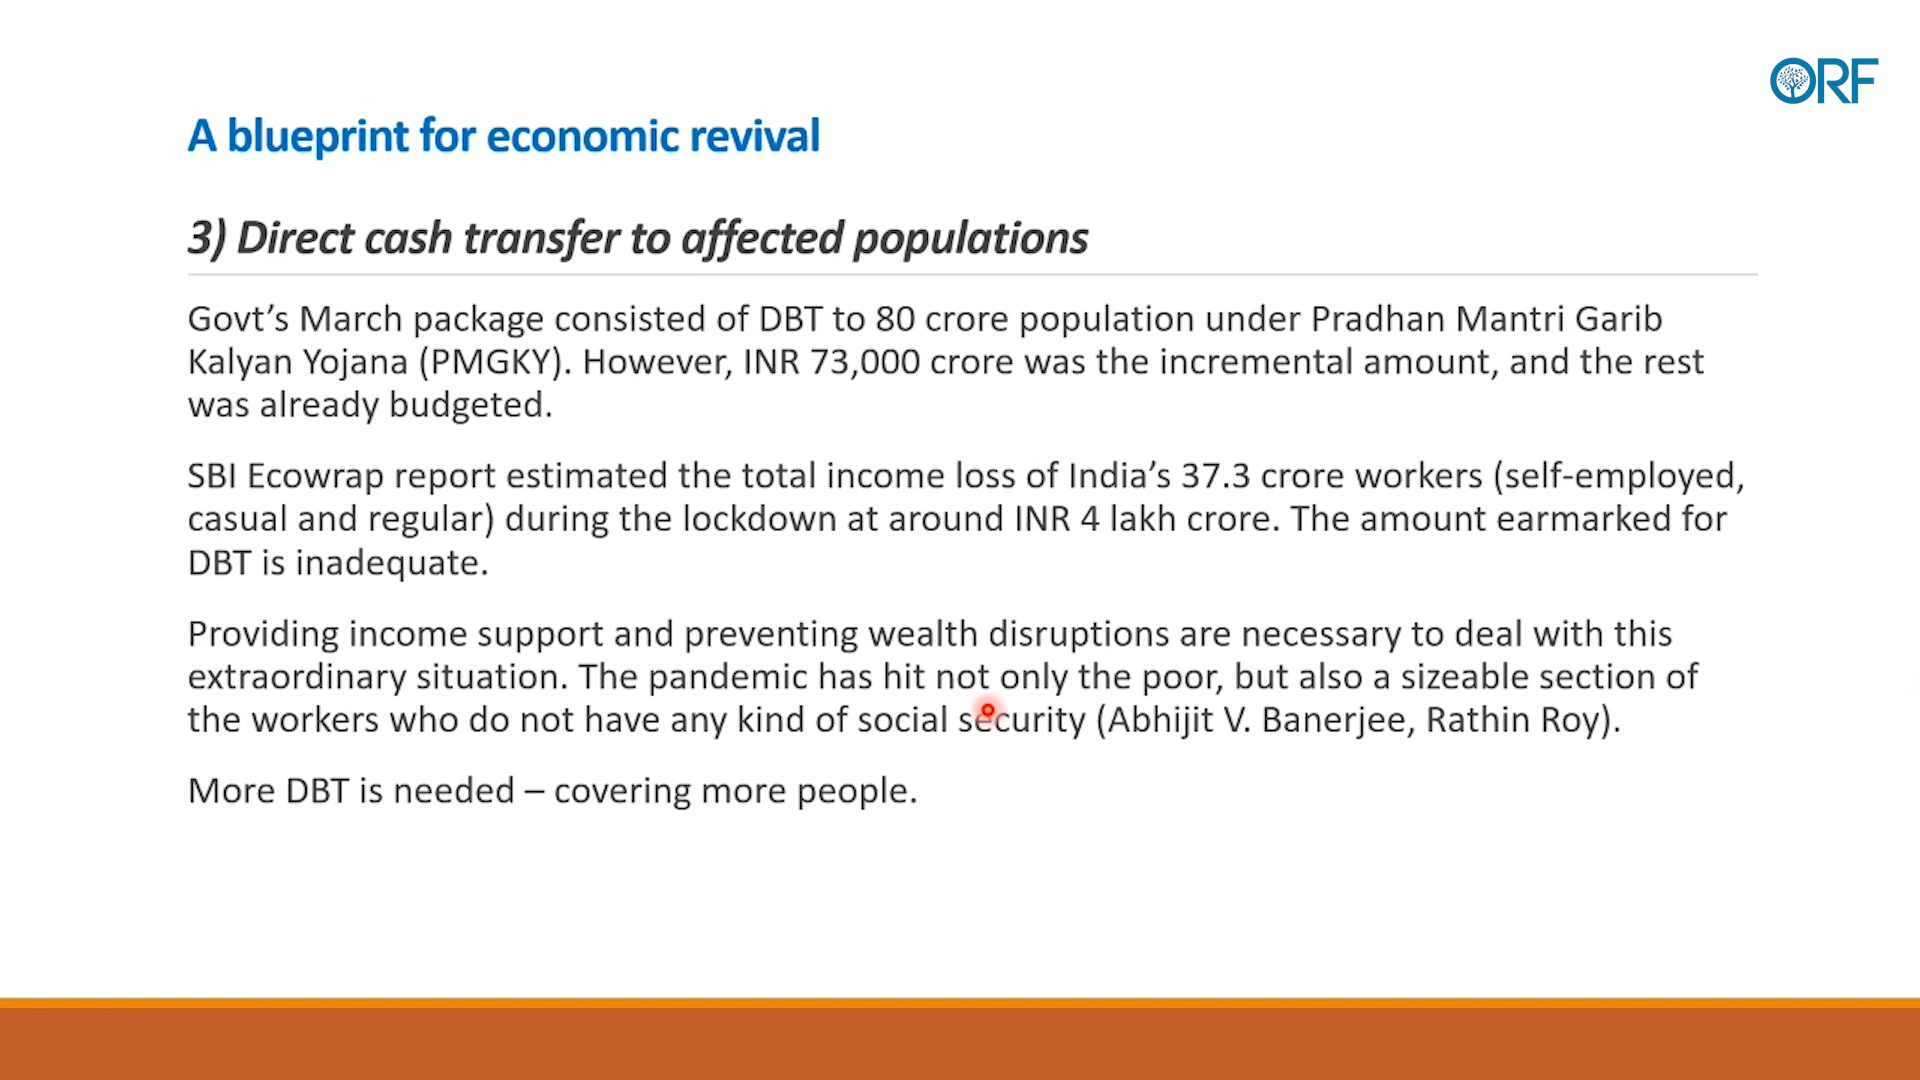 ORF
A blueprint for economic revival
3) Direct cash transfer to affected populations
Govt’s March package consisted of DBT to 80 crore population under Pradhan Mantri Garib
Kalyan Yojana (PMGKY). However, INR 73,000 crore was the incremental amount, and the rest
was already budgeted.
SBI Ecowrap report estimated the total income loss of India’s 37.3 crore workers (self-employed,
casual and regular) during the lockdown at around INR 4 lakh crore. The amount earmarked for
DBT is inadequate.
Providing income support and preventing wealth disruptions are necessary to deal with this
extraordinary situation. The pandemic has hit not only the poor, but also a sizeable section of
the workers who do not have any kind of social security (Abhijit V. Banerjee, Rathin Roy).
More DBT is needed – covering more people.